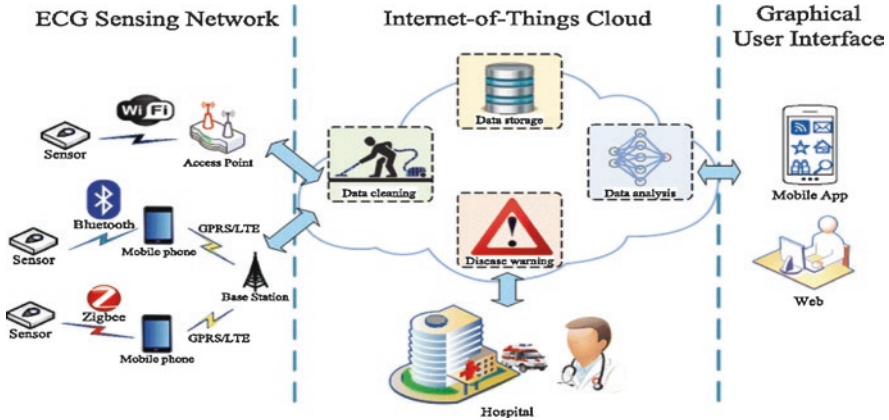 ECG Sensing Network
Internet-of-Things Cloud
Graphical
User Interface
WiFi
Sensor
Access Point
Bluetooth
GPRS/LTE
Sensor
Mobile phone
Base Station
Zigbee
Sensor
Mobile phone
GPRS/LTE
Data storage
Data cleaning
Data analysis
Disease warning
Hospital
Mobile App
Web